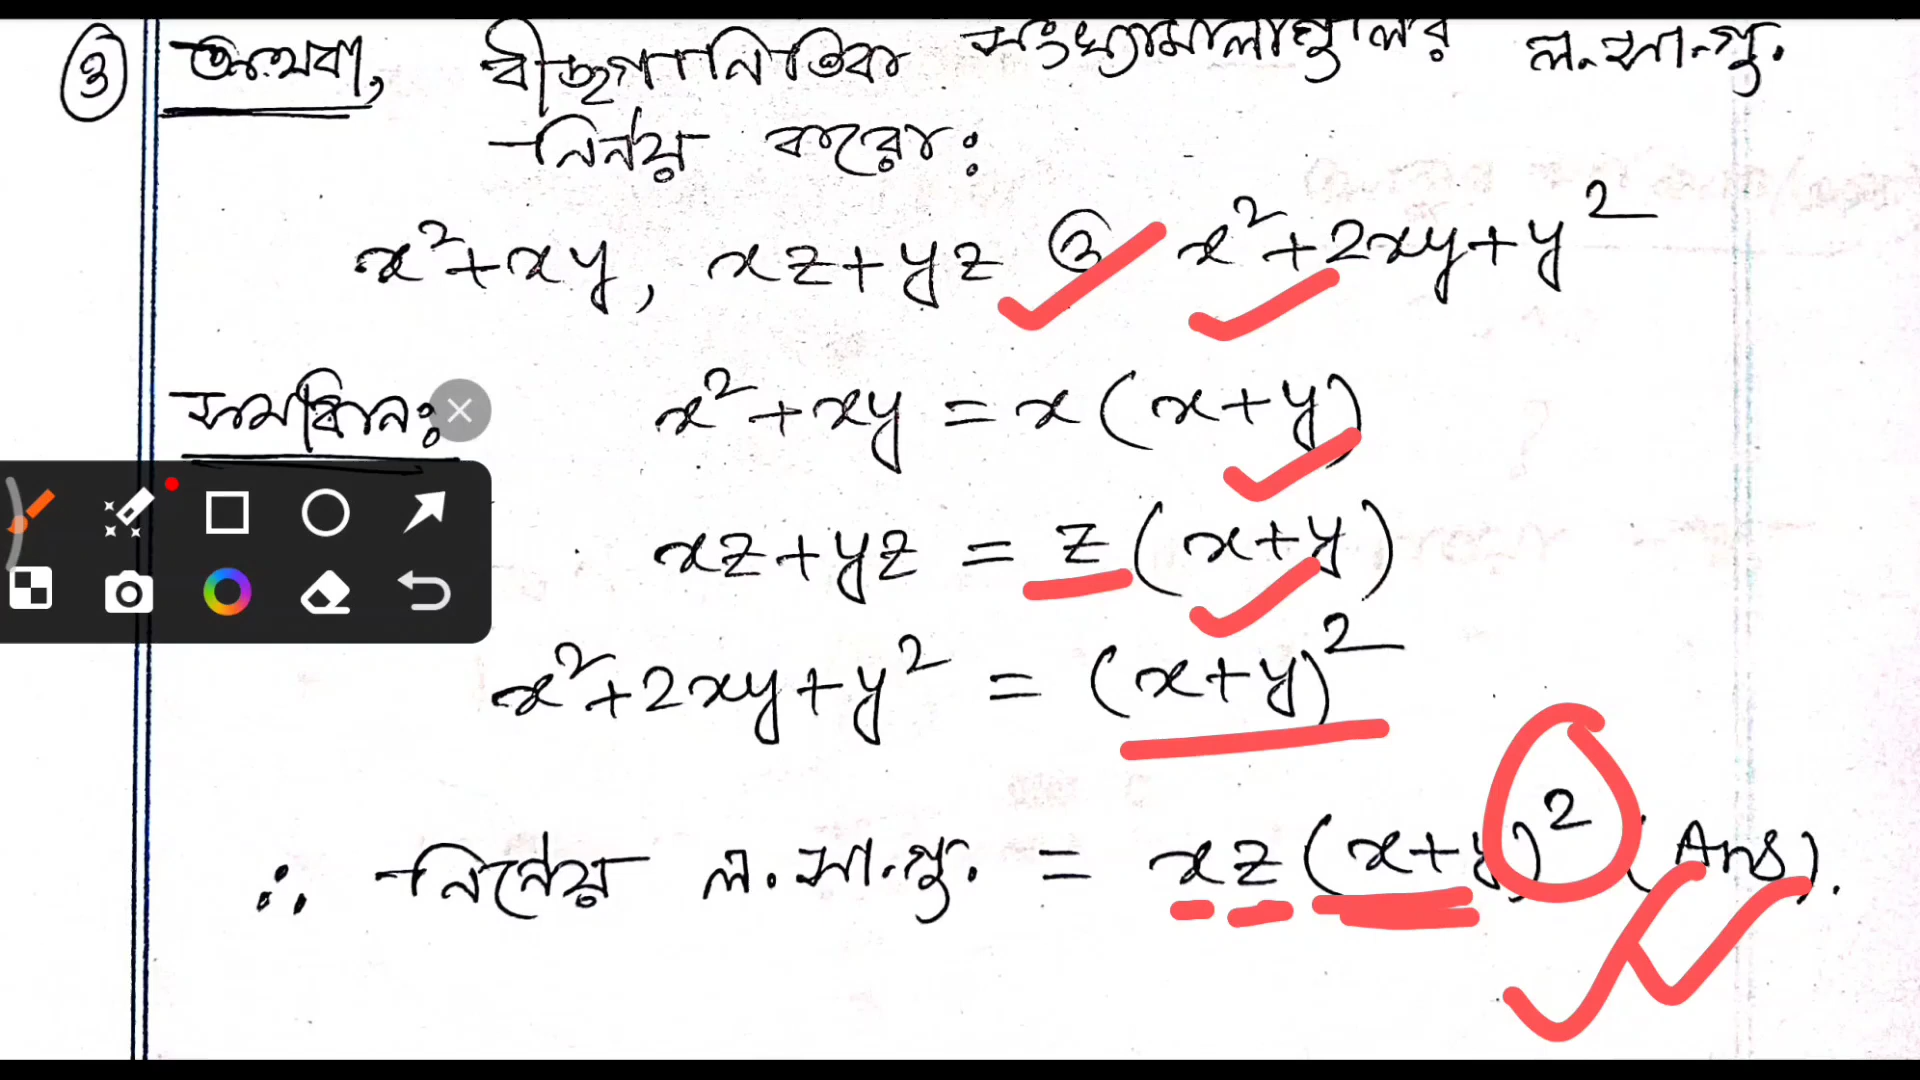 ৩ অথবা, বীজগাণিতিক সংখ্যামালাগুলির ল.সা.গু.
নির্ণয় করো:
x²+xy, xz+yz ও x²+2xy+y²
সমাধান: x²+xy = x(x+y)
xz+yz = z(x+y)
x²+2xy+y² = (x+y)²
∴ নির্ণেয় ল.সা.গু. = xz(x+y)² (Ans).